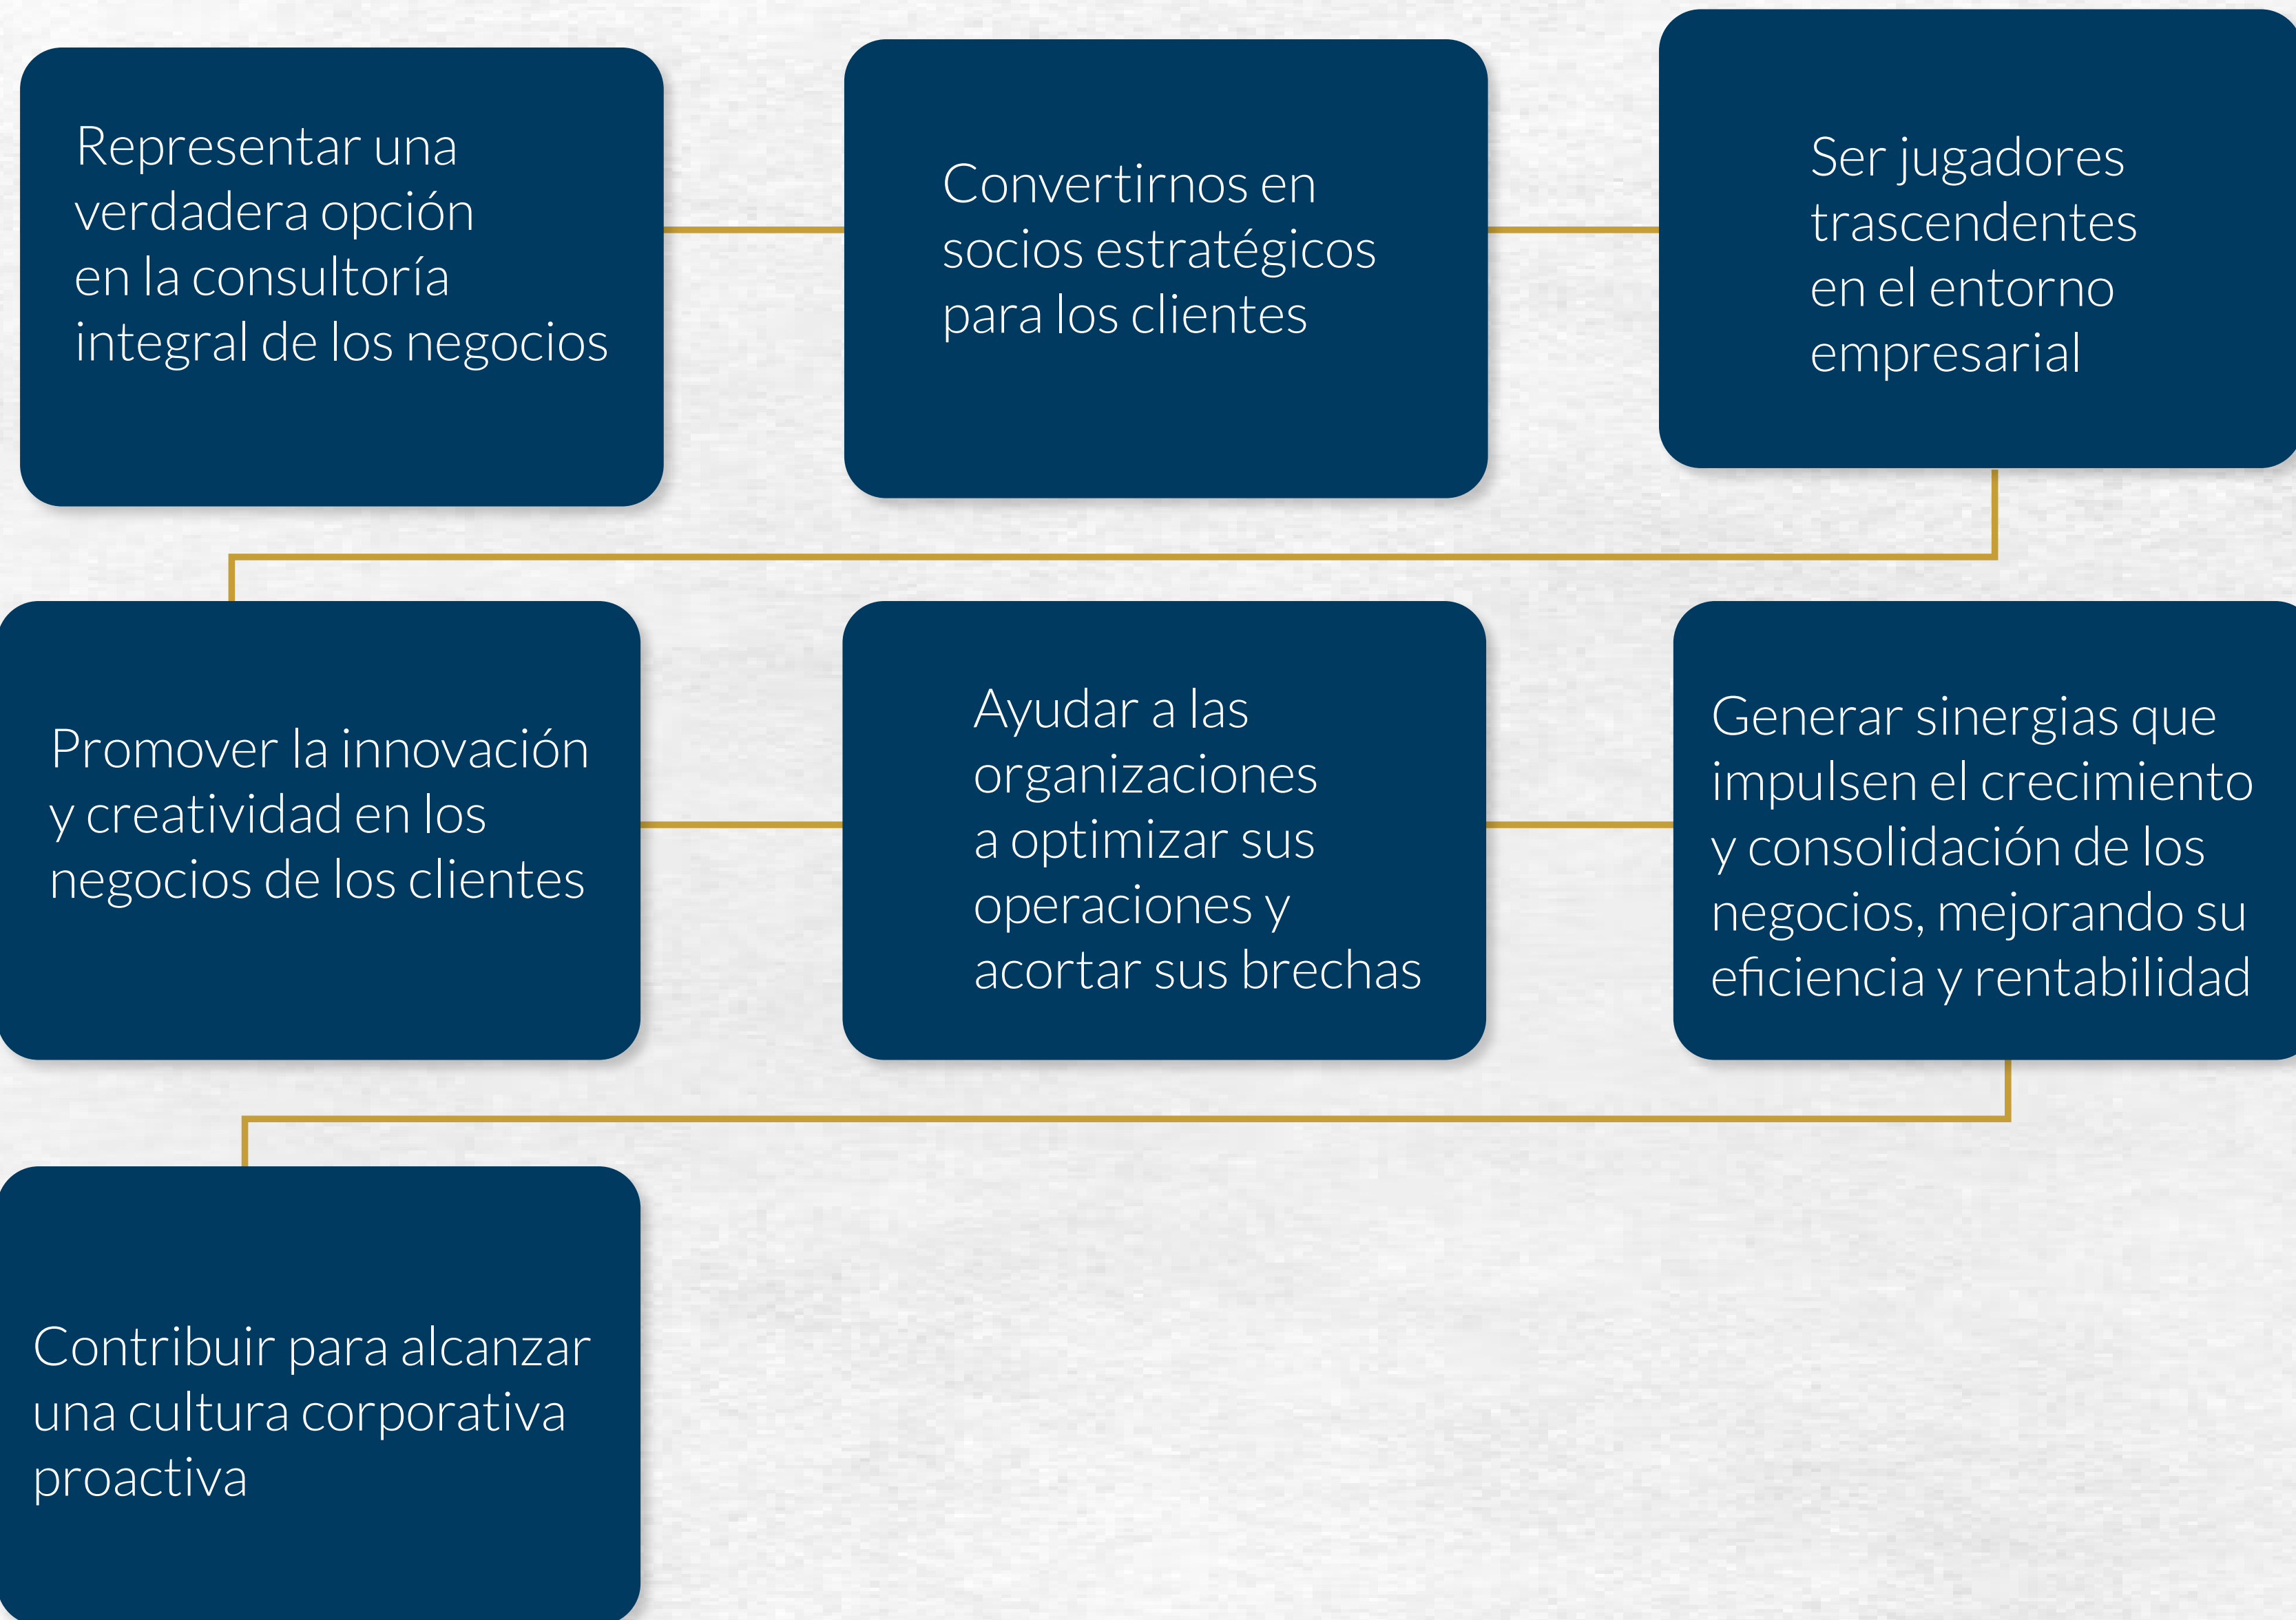 Representar una
verdadera opción
en la consultoría
integral de los negocios
Convertirnos en
socios estratégicos
para los clientes
Ser jugadores
trascendentes
en el entorno
empresarial
Promover la innovación
y creatividad en los
negocios de los clientes
Ayudar a las
organizaciones
a optimizar sus
operaciones y
acortar sus brechas
Generar sinergias que
impulsen el crecimiento
y consolidación de los
negocios, mejorando su
eficiencia y rentabilidad
Contribuir para alcanzar
una cultura corporativa
proactiva